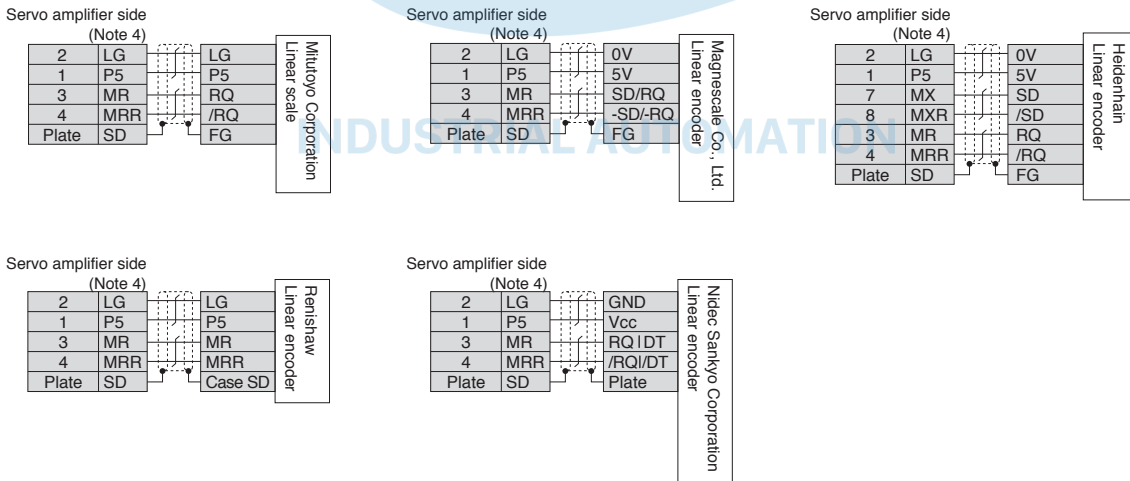 Servo amplifier side
(Note 4)
2 LG LG
1 P5 P5
3 MR RQ
4 MRR /RQ
Plate SD FG
Mitutoyo Corporation
Linear scale
Servo amplifier side
(Note 4)
2 LG 0V
1 P5 5V
3 MR SD/RQ
4 MRR -SD/-RQ
Plate SD FG
Magnescale Co., Ltd.
Linear encoder
Servo amplifier side
(Note 4)
2 LG 0V
1 P5 5V
7 MX SD
8 MXR /SD
3 MR RQ
4 MRR /RQ
Plate SD FG
Heidenhain
Linear encoder
INDUSTRIAL AUTOMATION
Servo amplifier side
(Note 4)
2 LG LG
1 P5 P5
3 MR MR
4 MRR MRR
Plate SD Case SD
Renishaw
Linear encoder
Servo amplifier side
(Note 4)
2 LG GND
1 P5 Vcc
3 MR RQ|DT
4 MRR /RQ|/DT
Plate SD Plate
Nidec Sankyo Corporation
Linear encoder